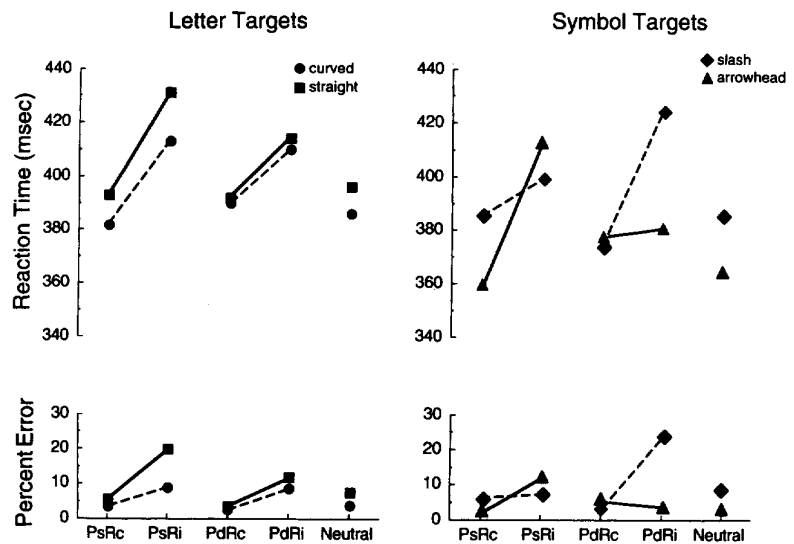 Letter Targets
Symbol Targets
curved
straight
slash
arrowhead
Reaction Time (msec)
440
420
400
380
360
340
440
420
400
380
360
340
Percent Error
30
20
10
0
30
20
10
0
PsRc PsRi PdRc PdRi Neutral
PsRc PsRi PdRc PdRi Neutral